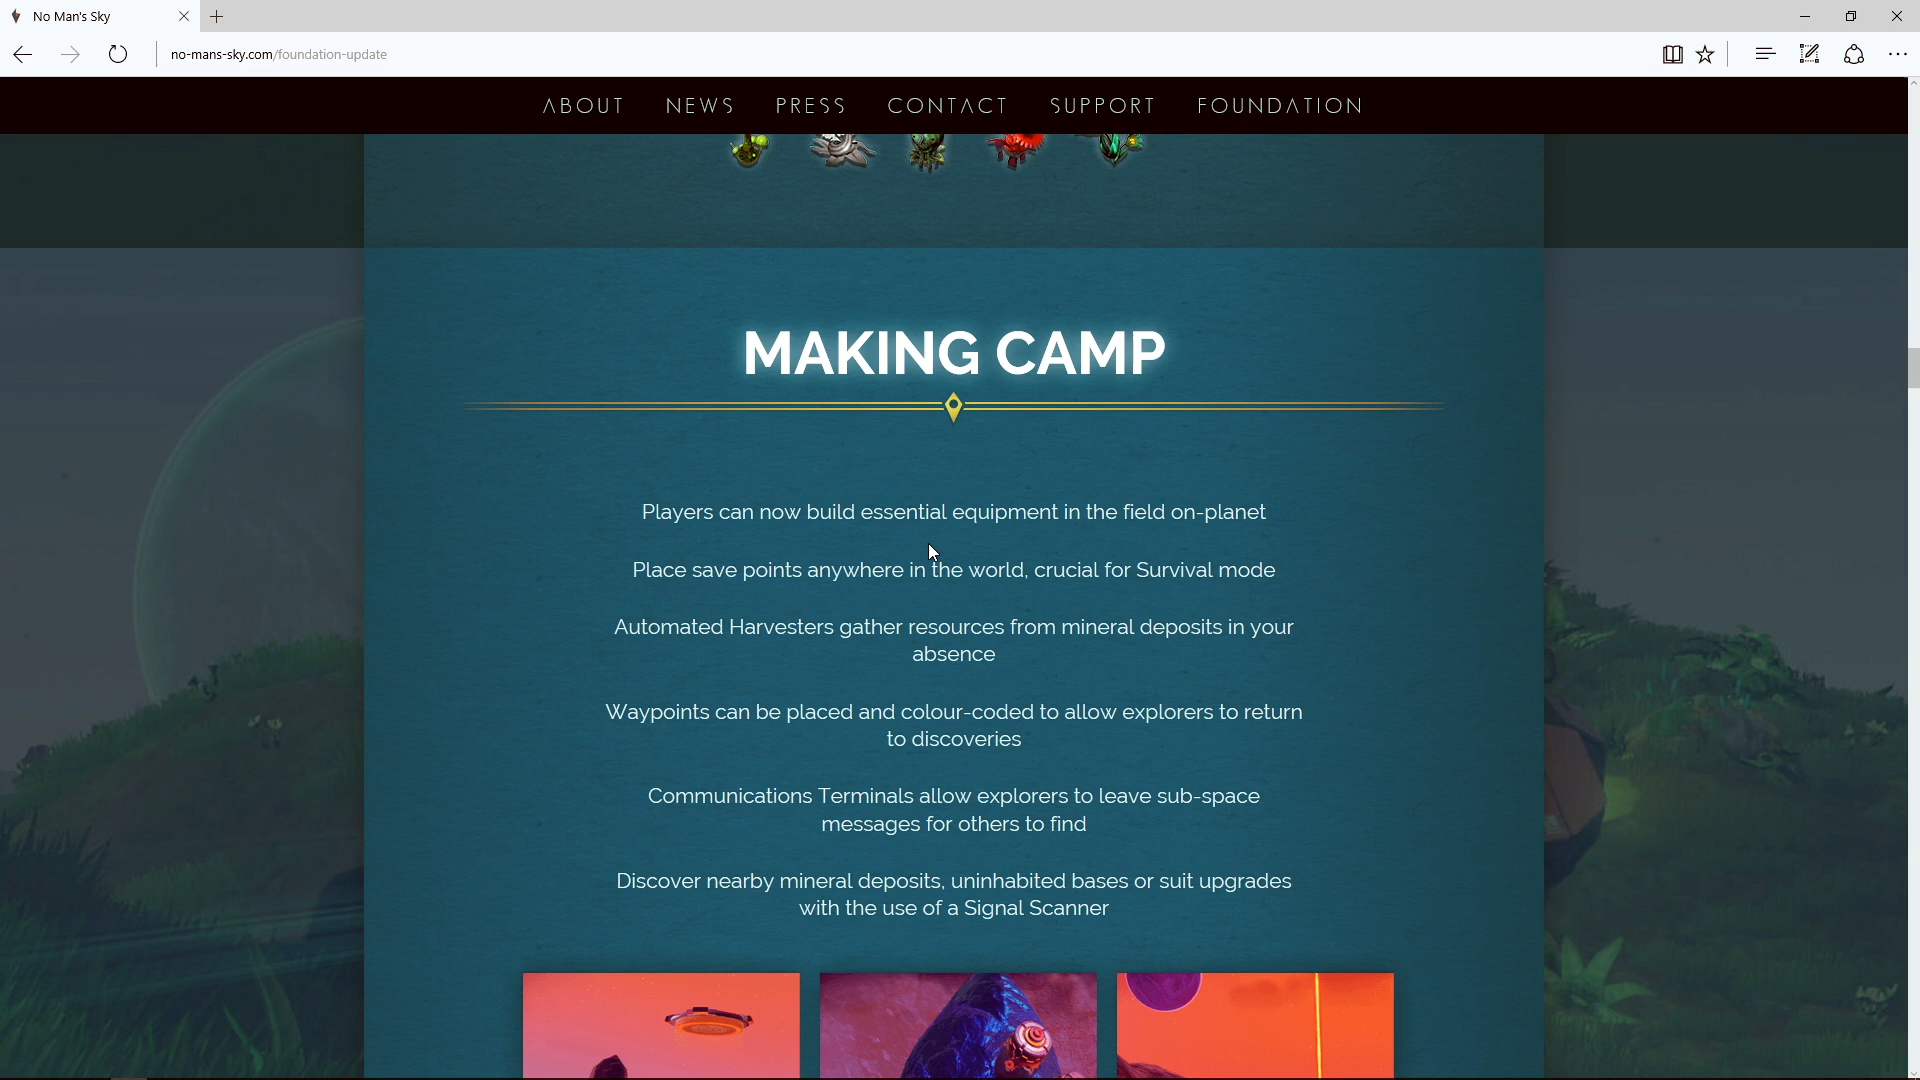 No Man's Sky
no-mans-sky.com/foundation-update
ABOUT NEWS PRESS CONTACT SUPPORT FOUNDATION
MAKING CAMP
Players can now build essential equipment in the field on-planet
Place save points anywhere in the world, crucial for Survival mode
Automated Harvesters gather resources from mineral deposits in your
absence
Waypoints can be placed and colour-coded to allow explorers to return
to discoveries
Communications Terminals allow explorers to leave sub-space
messages for others to find
Discover nearby mineral deposits, uninhabited bases or suit upgrades
with the use of a Signal Scanner